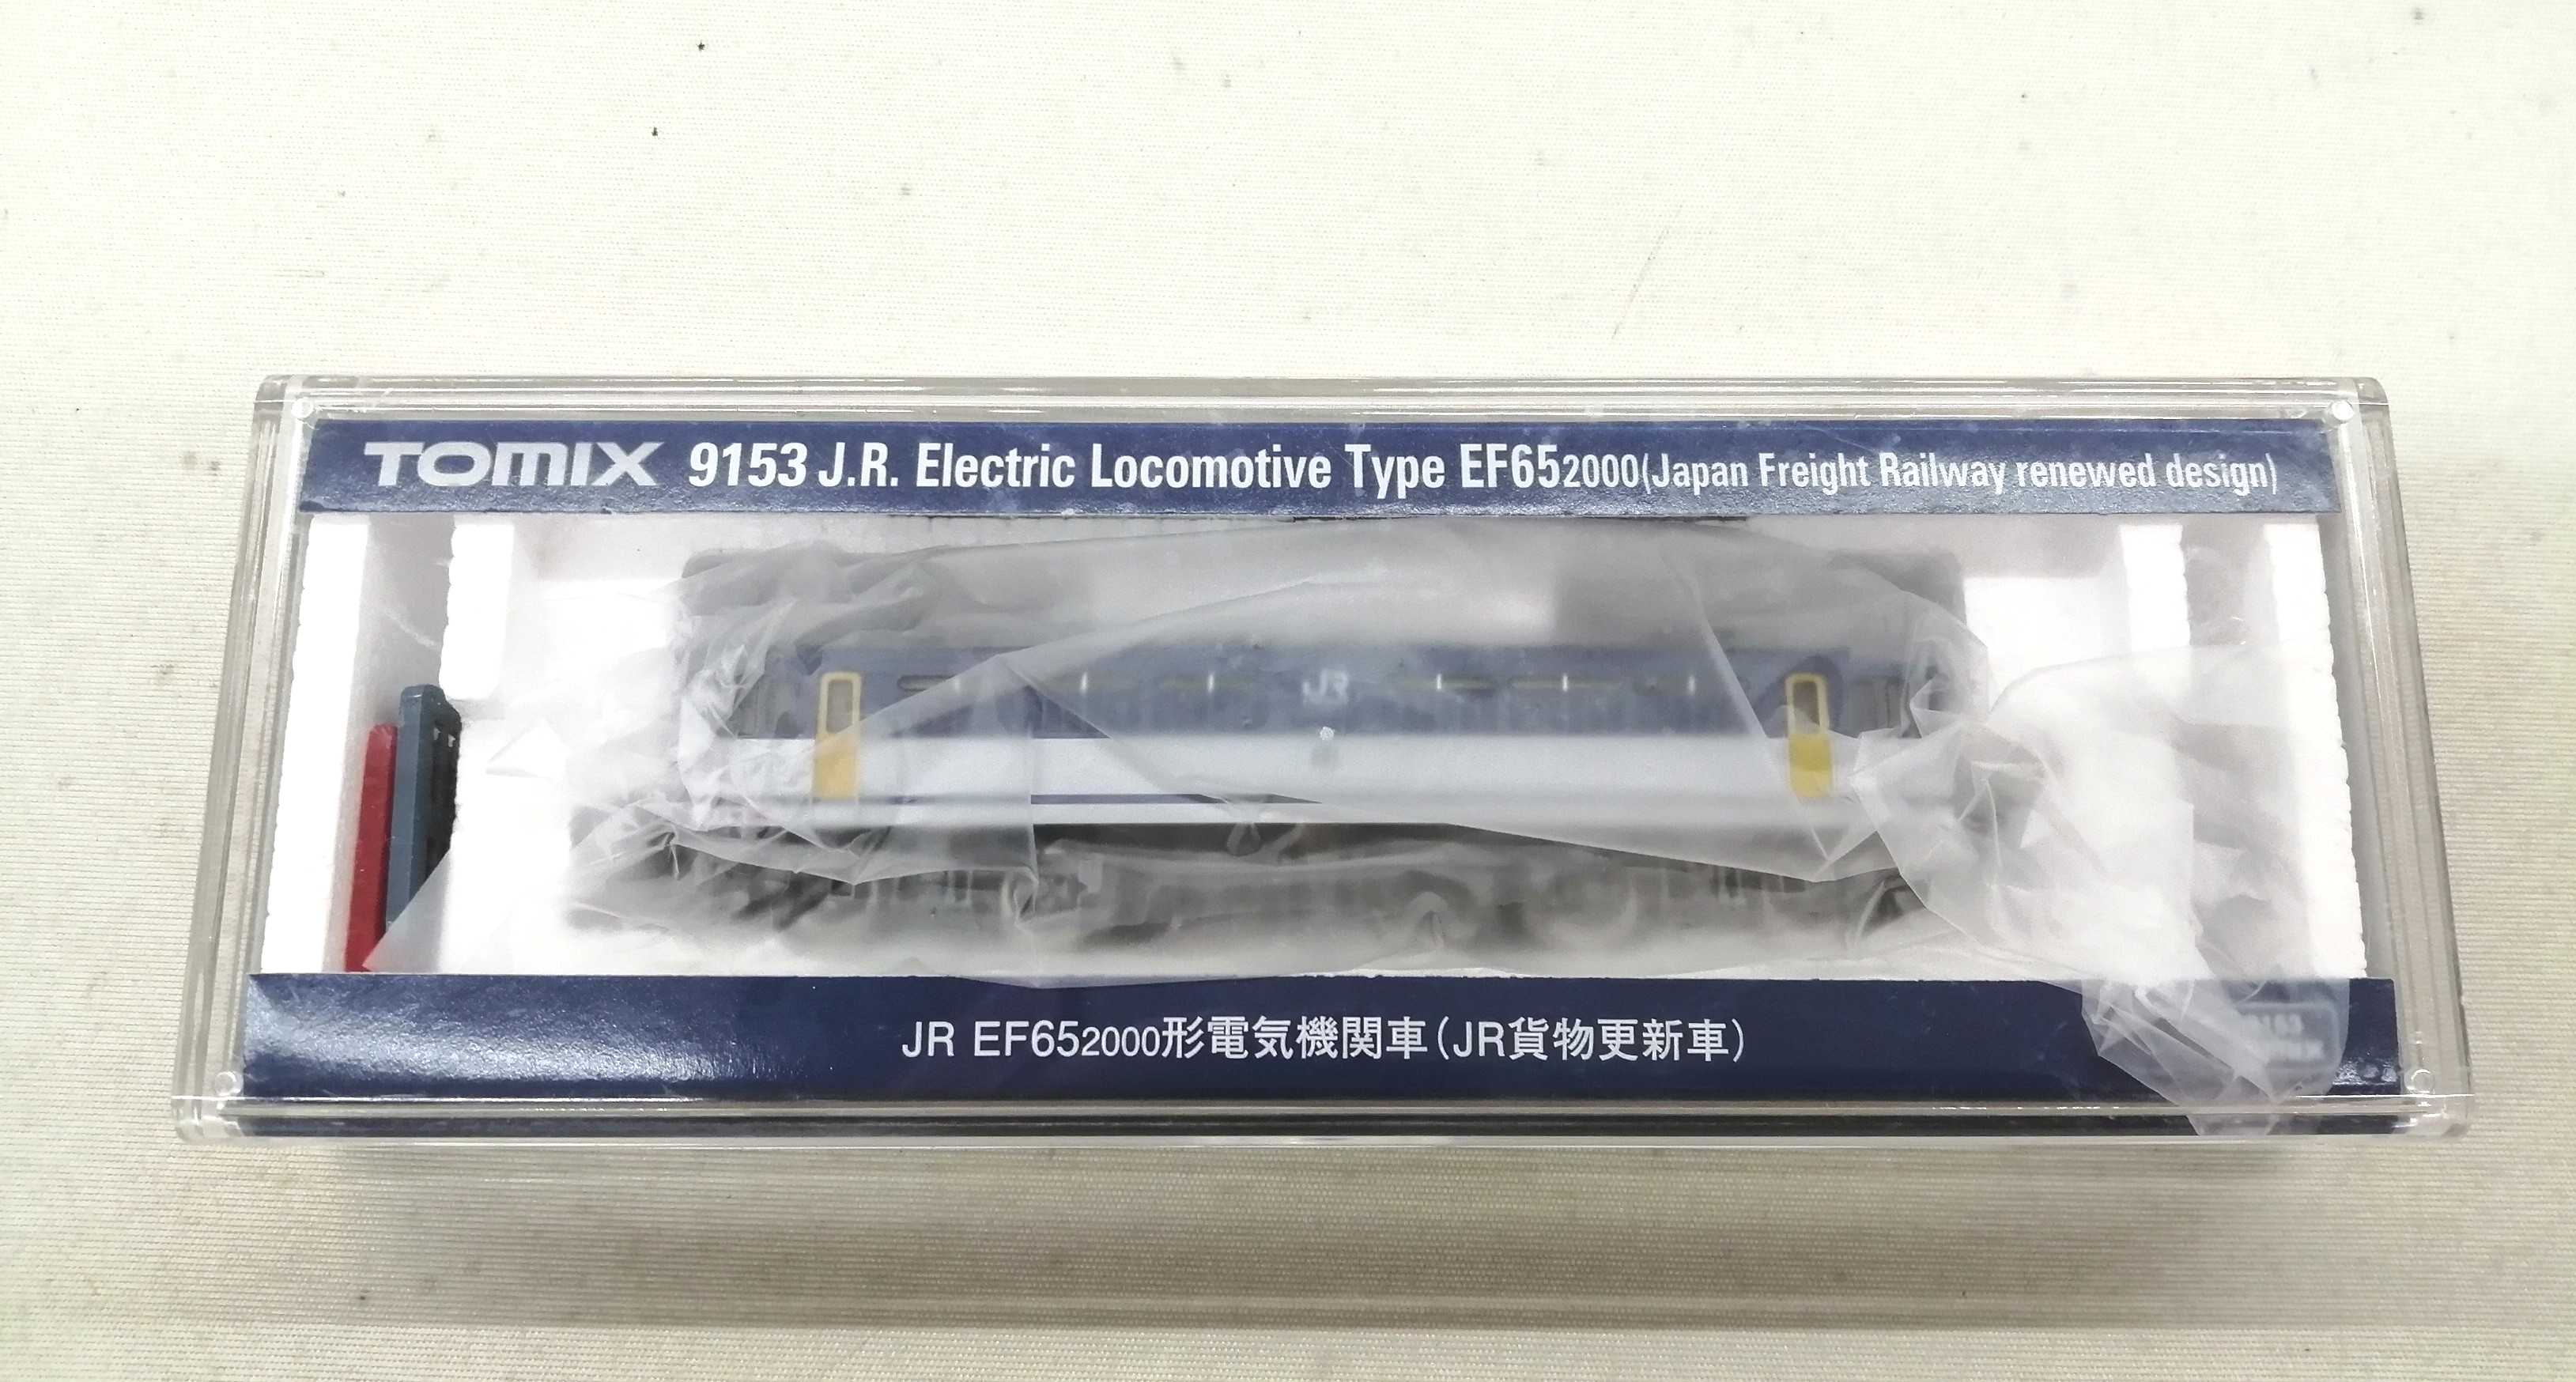 TOMIX 9153 J.R. Electric Locomotive Type EF652000(Japan Freight Railway renewed design)
JR
JR EF652000形電気機関車(JR貨物更新車)